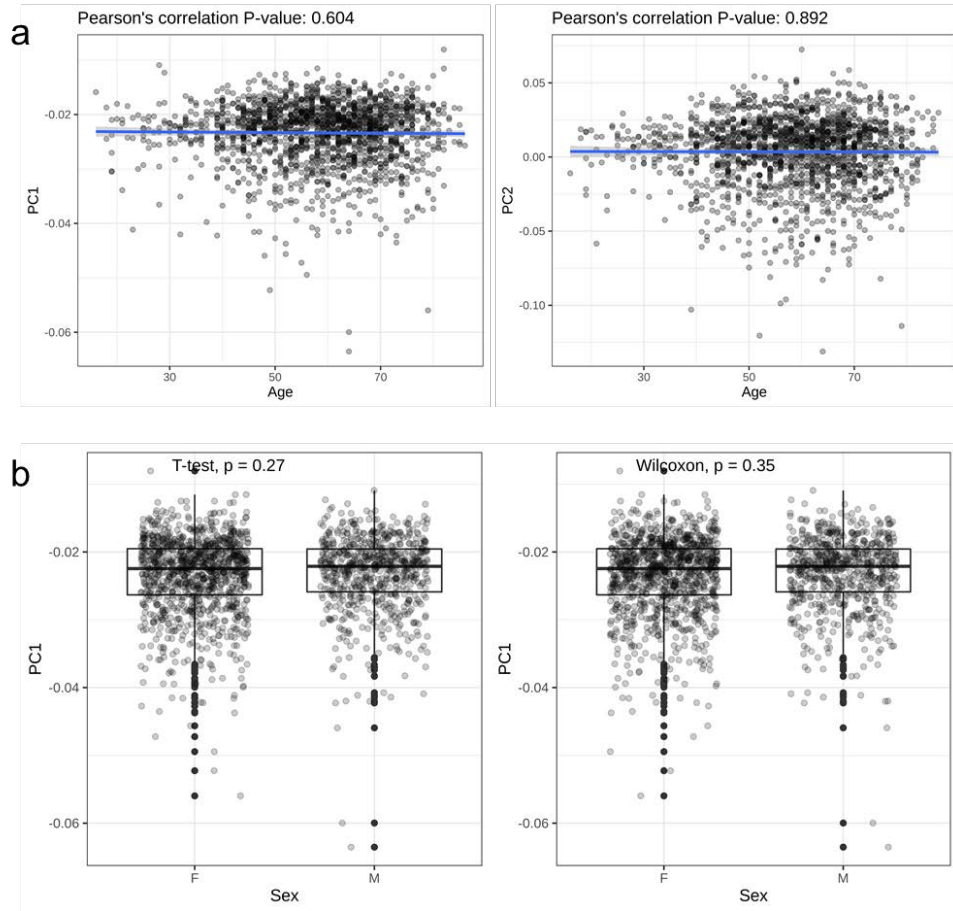 a
Pearson's correlation P-value: 0.604
PC1
-0.02
-0.04
-0.06
30
50
70
Age
Pearson's correlation P-value: 0.892
PC2
0.05
0.00
-0.05
-0.10
30
50
70
Age
b
T-test, p = 0.27
PC1
-0.02
-0.04
-0.06
F
M
Sex
Wilcoxon, p = 0.35
PC1
-0.02
-0.04
-0.06
F
M
Sex